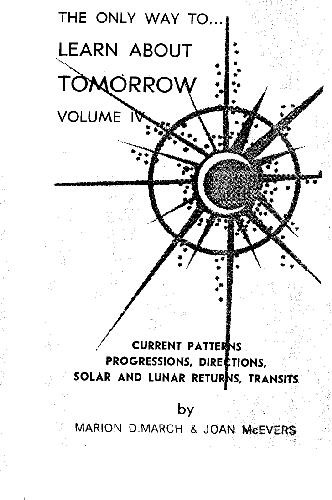 THE ONLY WAY TO...
LEARN ABOUT
TOMORROW
VOLUME IV
CURRENT PATTERNS
PROGRESSIONS, DIRECTIONS,
SOLAR AND LUNAR RETURNS, TRANSITS
by
MARION D.MARCH & JOAN McEVERS